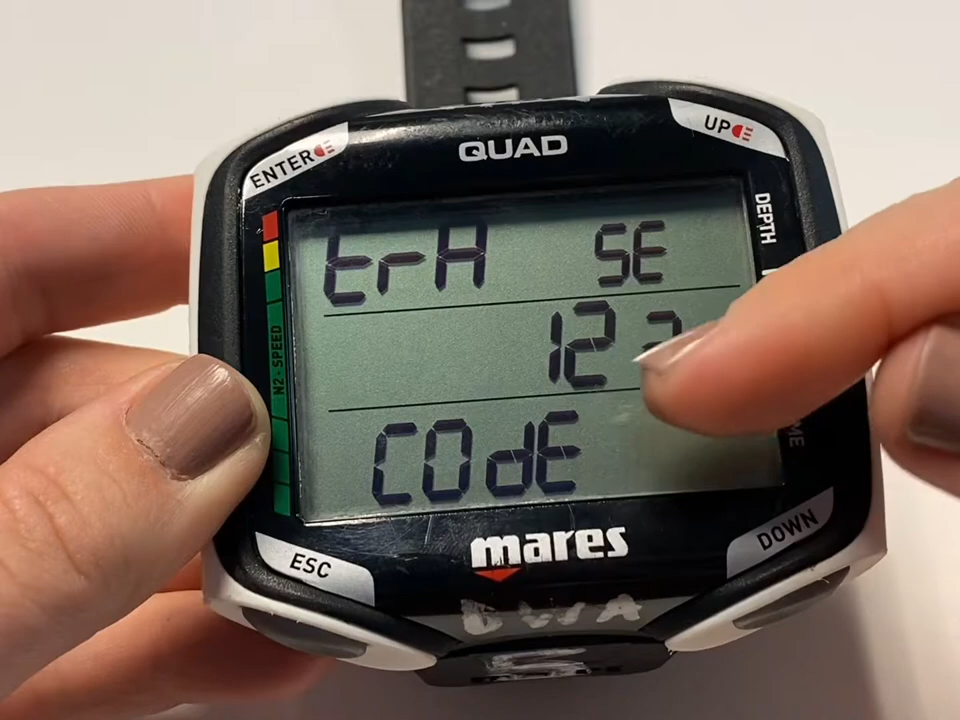 QUAD
ENTER
UP
DEPTH
trA SE
N2 - SPEED
12
COdE
ESC
mares
DOWN